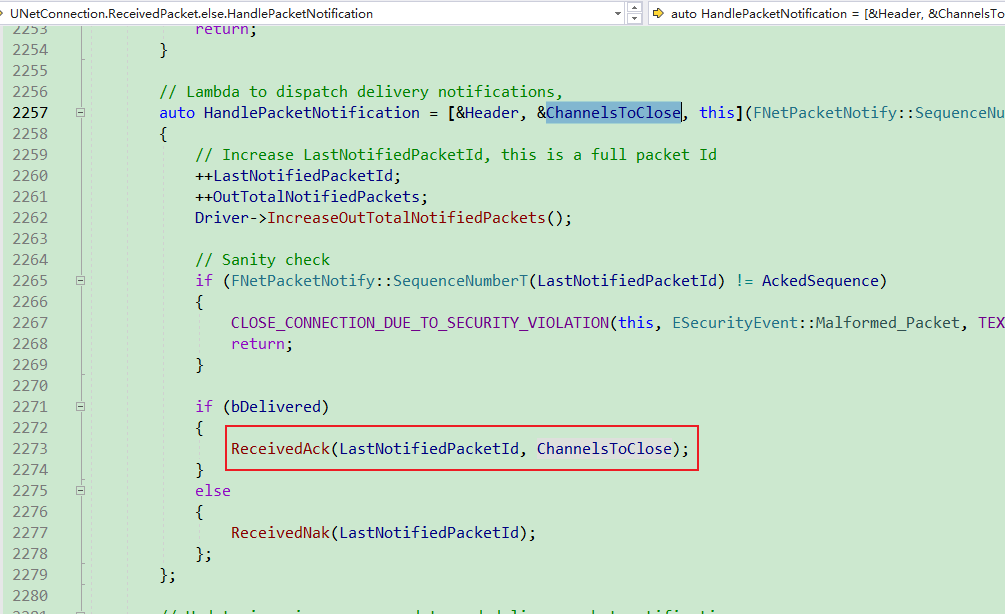 UNetConnection.ReceivedPacket.else.HandlePacketNotification auto HandlePacketNotification = [&Header, &ChannelsTo
2253 return;
2254 }
2255
2256 // Lambda to dispatch delivery notifications,
2257 auto HandlePacketNotification = [&Header, &ChannelsToClose, this](FNetPacketNotify::SequenceNu
2258 {
2259 // Increase LastNotifiedPacketId, this is a full packet Id
2260 ++LastNotifiedPacketId;
2261 ++OutTotalNotifiedPackets;
2262 Driver->IncreaseOutTotalNotifiedPackets();
2263
2264 // Sanity check
2265 if (FNetPacketNotify::SequenceNumberT(LastNotifiedPacketId) != AckedSequence)
2266 {
2267 CLOSE_CONNECTION_DUE_TO_SECURITY_VIOLATION(this, ESecurityEvent::Malformed_Packet, TEX
2268 return;
2269 }
2270
2271 if (bDelivered)
2272 {
2273 ReceivedAck(LastNotifiedPacketId, ChannelsToClose);
2274 }
2275 else
2276 {
2277 ReceivedNak(LastNotifiedPacketId);
2278 };
2279 };
2280